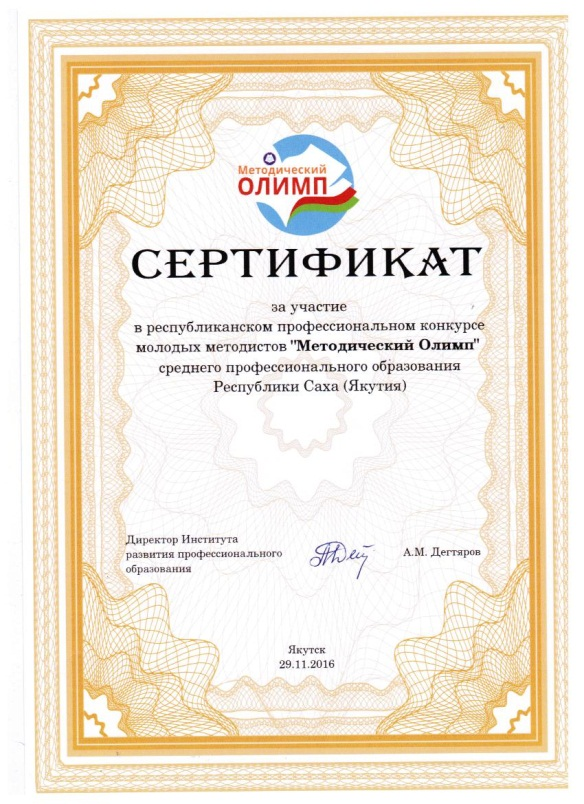 Методический
ОЛИМП
СЕРТИФИКАТ
за участие
в республиканском профессиональном конкурсе
молодых методистов "Методический Олимп"
среднего профессионального образования
Республики Саха (Якутия)
Директор Института
развития профессионального
образования
А.М. Дегтяров
Якутск
29.11.2016